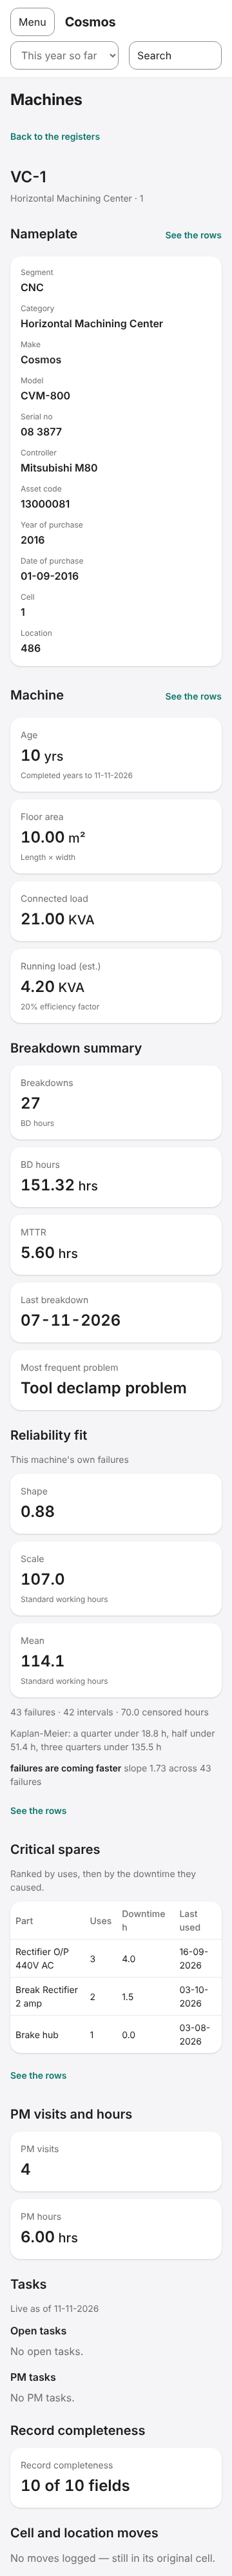 Menu
Cosmos
This year so far
Search
Machines
Back to the registers
VC-1
Horizontal Machining Center · 1
Nameplate
See the rows
Segment
CNC
Category
Horizontal Machining Center
Make
Cosmos
Model
CVM-800
Serial no
08 3877
Controller
Mitsubishi M80
Asset code
13000081
Year of purchase
2016
Date of purchase
01-09-2016
Cell
1
Location
486
Machine
See the rows
Age
10 yrs
Completed years to 11-11-2026
Floor area
10.00 m²
Length × width
Connected load
21.00 KVA
Running load (est.)
4.20 KVA
20% efficiency factor
Breakdown summary
Breakdowns
27
BD hours
BD hours
151.32 hrs
MTTR
5.60 hrs
Last breakdown
07-11-2026
Most frequent problem
Tool declamp problem
Reliability fit
This machine's own failures
Shape
0.88
Scale
107.0
Standard working hours
Mean
114.1
Standard working hours
43 failures · 42 intervals · 70.0 censored hours
Kaplan-Meier: a quarter under 18.8 h, half under
51.4 h, three quarters under 135.5 h
failures are coming faster slope 1.73 across 43
failures
See the rows
Critical spares
Ranked by uses, then by the downtime they
caused.
Part Uses Downtime h Last used
Rectifier O/P 440V AC 3 4.0 16-09-2026
Break Rectifier 2 amp 2 1.5 03-10-2026
Brake hub 1 0.0 03-08-2026
See the rows
PM visits and hours
PM visits
4
PM hours
6.00 hrs
Tasks
Live as of 11-11-2026
Open tasks
No open tasks.
PM tasks
No PM tasks.
Record completeness
Record completeness
10 of 10 fields
Cell and location moves
No moves logged — still in its original cell.